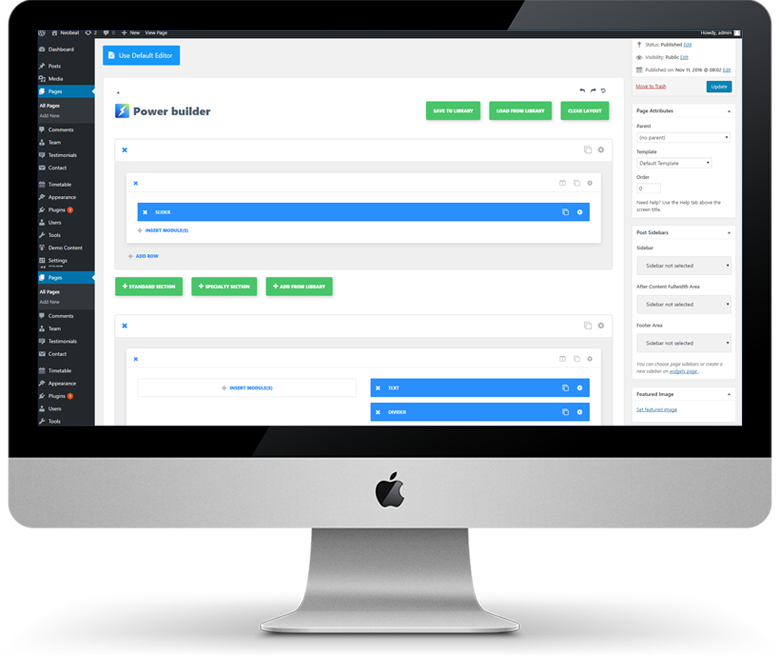 Neobeat
2
0
New
View Page
Howdy, admin
Dashboard
Posts
Media
Pages
All Pages
Add New
Comments
Team
Testimonials
Contact
Timetable
Appearance
Plugins
Users
Tools
Demo Content
Settings
Pages
All Pages
Add New
Comments
Team
Testimonials
Contact
Timetable
Appearance
Plugins
Users
Tools
Use Default Editor
Power builder
SAVE TO LIBRARY
LOAD FROM LIBRARY
CLEAR LAYOUT
SLIDER
INSERT MODULE(S)
ADD ROW
STANDARD SECTION
SPECIALTY SECTION
ADD FROM LIBRARY
INSERT MODULE(S)
TEXT
DIVIDER
Status: Published Edit
Visibility: Public Edit
Published on: Nov 11, 2016 @ 08:02 Edit
Move to Trash
Update
Page Attributes
Parent
(no parent)
Template
Default Template
Order
0
Need help? Use the Help tab above the
screen title.
Post Sidebars
Sidebar
Sidebar not selected
After Content Fullwidth Area
Sidebar not selected
Footer Area
Sidebar not selected
You can choose page sidebars or create a
new sidebar on widgets page.
Featured Image
Set featured image